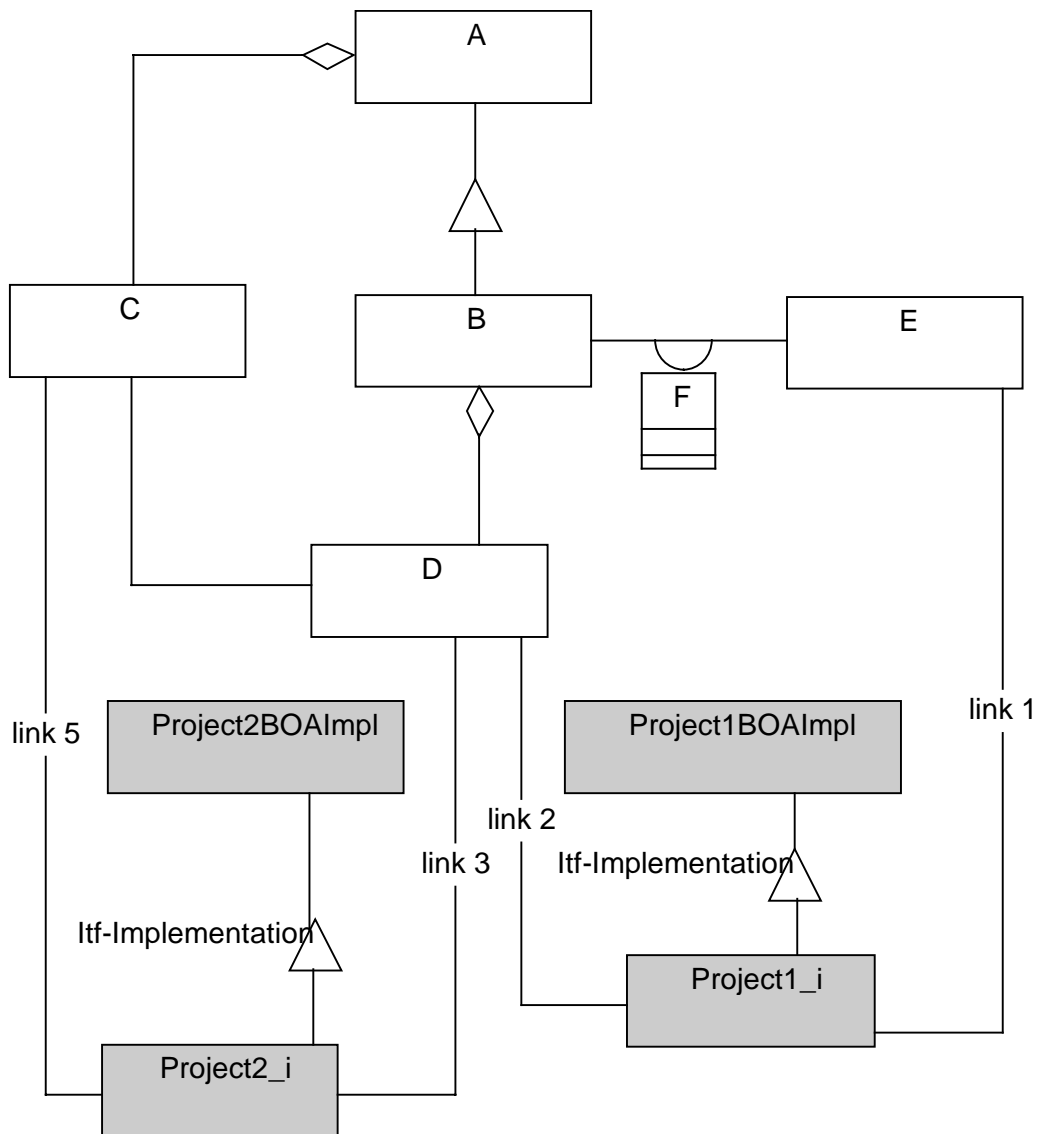 A
C
B
E
F
D
Project2BOAImpl
Project1BOAImpl
link 1
link 5
link 2
link 3
Itf-Implementation
Itf-Implementation
Project1_i
Project2_i